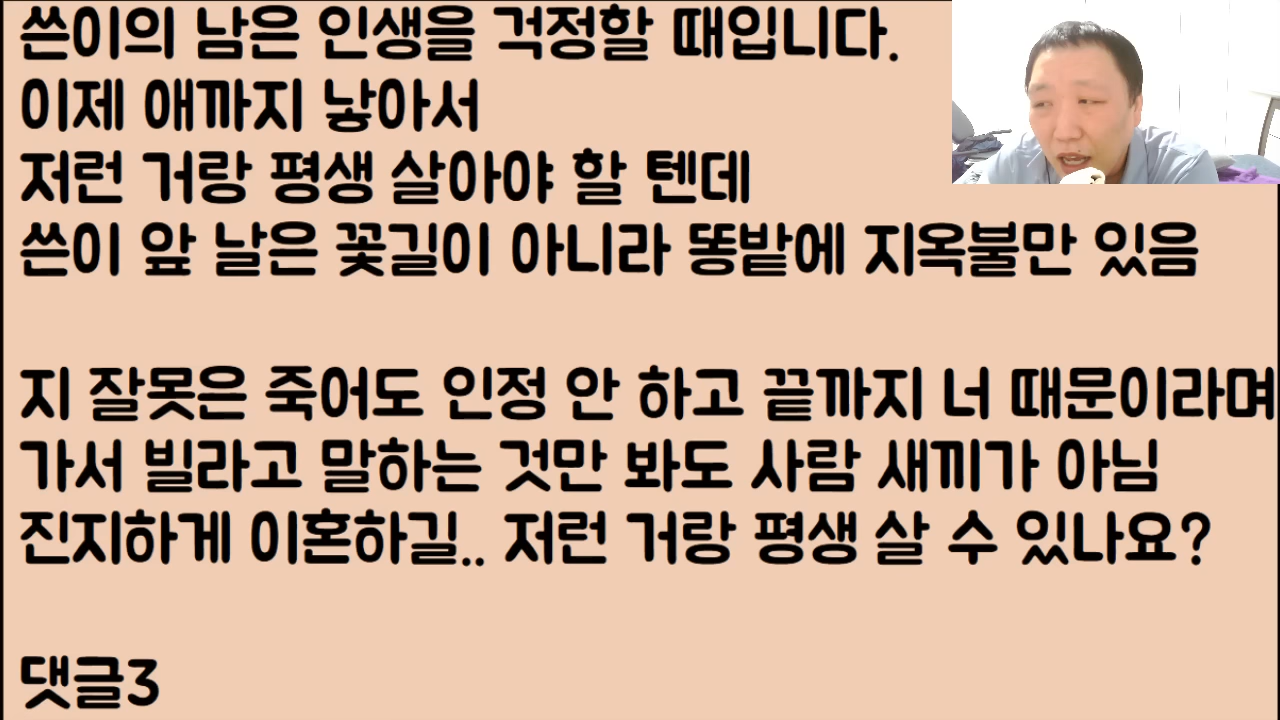 쓴이의 남은 인생을 걱정할 때입니다.
이제 애까지 낳아서
저런 거랑 평생 살아야 할 텐데
쓴이 앞 날은 꽃길이 아니라 똥밭에 지옥불만 있음
지 잘못은 죽어도 인정 안 하고 끝까지 너 때문이라며
가서 빌라고 말하는 것만 봐도 사람 새끼가 아님
진지하게 이혼하길.. 저런 거랑 평생 살 수 있나요?
댓글3